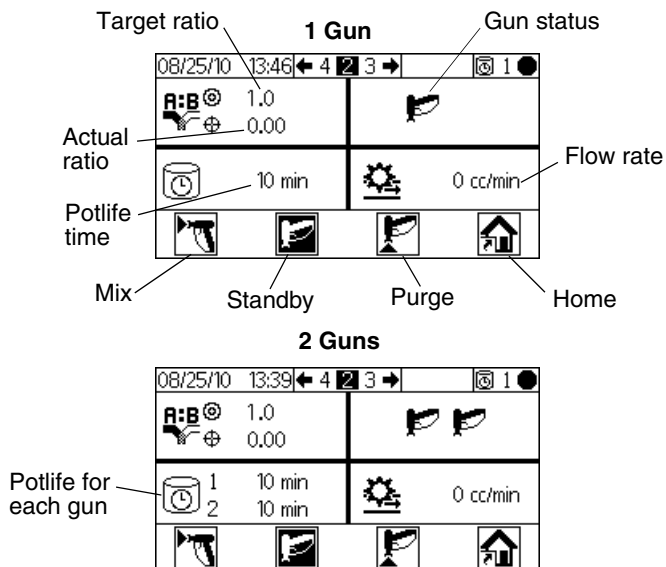 Target ratio
1 Gun
Gun status
08/25/10 13:46 4 2 3 1
A:B 1.0
0.00
Actual ratio
Flow rate
10 min 0 cc/min
Potlife time
Mix
Standby
Purge
Home
2 Guns
08/25/10 13:39 4 2 3 1
A:B 1.0
0.00
Potlife for each gun
1 10 min
2 10 min
0 cc/min